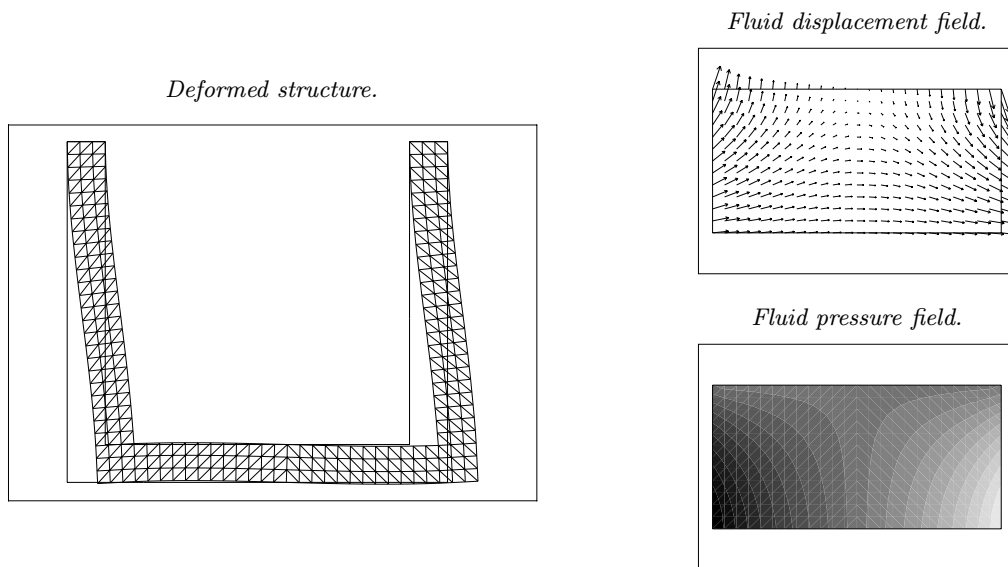 Deformed structure.
Fluid displacement field.
Fluid pressure field.